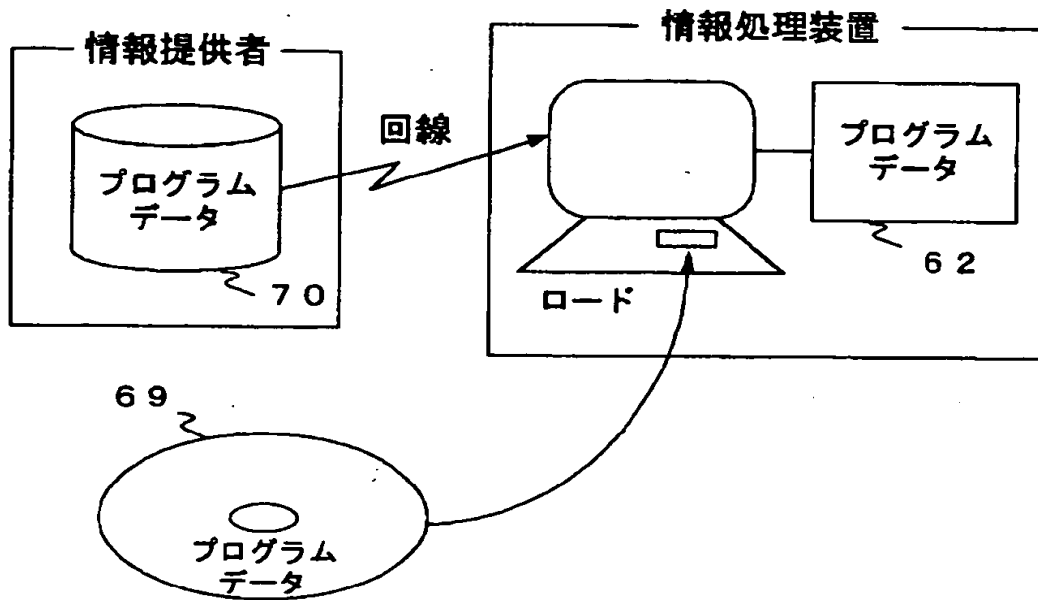 情報提供者
プログラム
データ
70
回線
情報処理装置
プログラム
データ
62
ロード
69
プログラム
データ